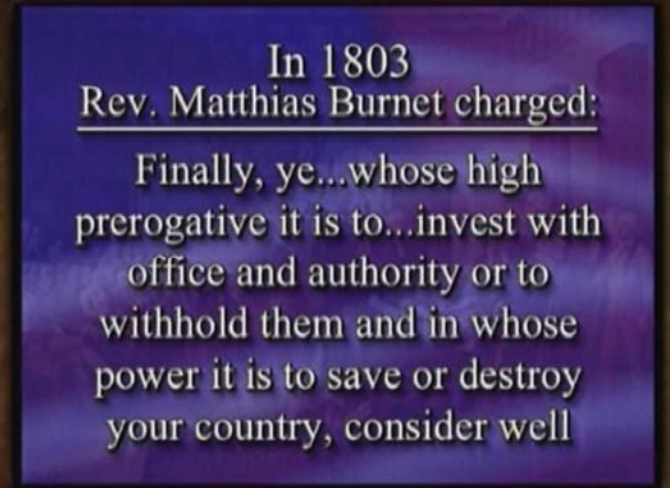 In 1803
Rev. Matthias Burnet charged:
Finally, ye...whose high
prerogative it is to...invest with
office and authority or to
withhold them and in whose
power it is to save or destroy
your country, consider well